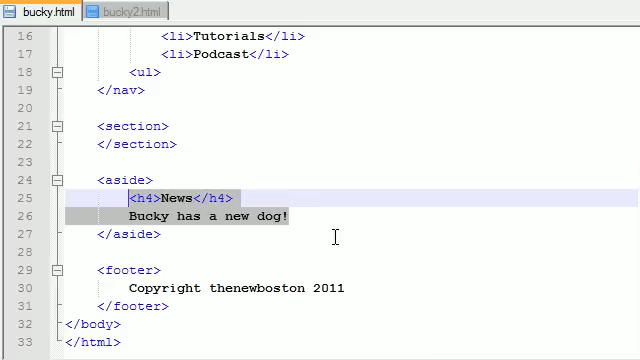 bucky.html bucky2.html
16 <li>Tutorials</li>
17 <li>Podcast</li>
18 <ul>
19 </nav>
20
21 <section>
22 </section>
23
24 <aside>
25 <h4>News</h4>
26 Bucky has a new dog!
27 </aside>
28
29 <footer>
30 Copyright thenewboston 2011
31 </footer>
32 </body>
33 </html>